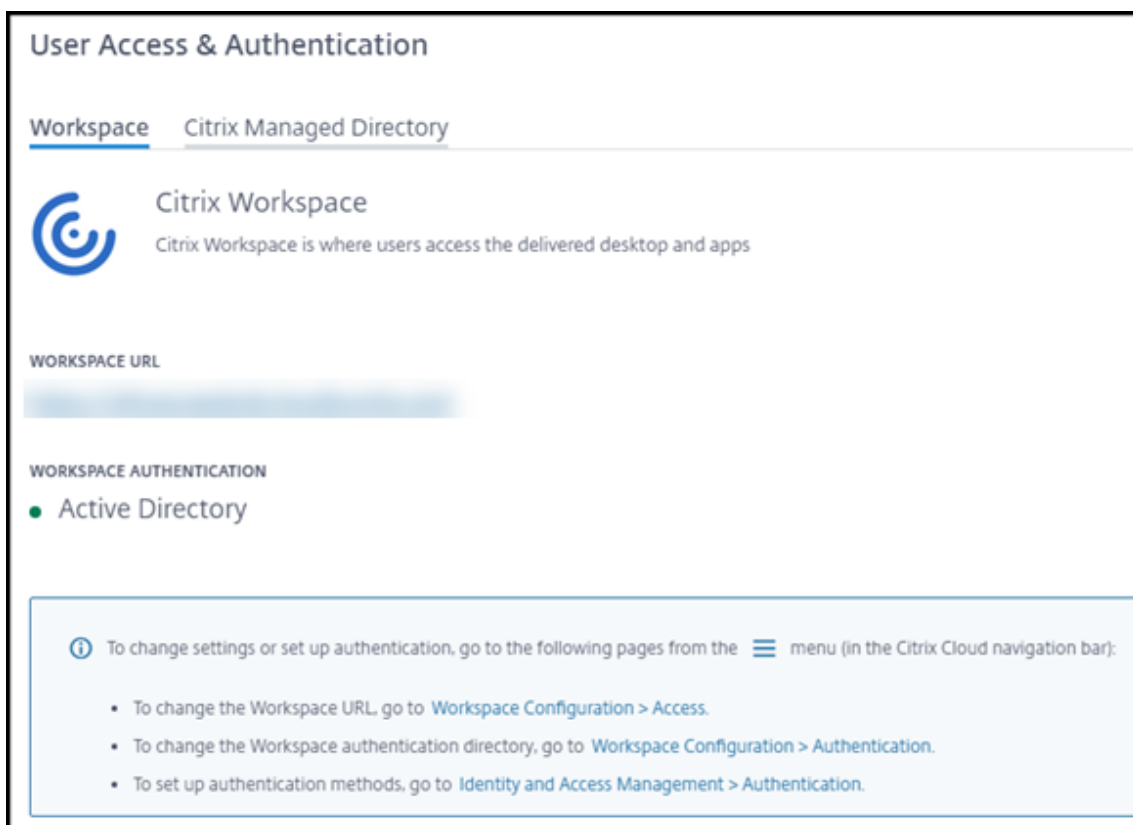 User Access & Authentication
Workspace Citrix Managed Directory
Citrix Workspace
Citrix Workspace is where users access the delivered desktop and apps
WORKSPACE URL
WORKSPACE AUTHENTICATION
• Active Directory
To change settings or set up authentication, go to the following pages from the ☰ menu (in the Citrix Cloud navigation bar):
• To change the Workspace URL, go to Workspace Configuration > Access.
• To change the Workspace authentication directory, go to Workspace Configuration > Authentication.
• To set up authentication methods, go to Identity and Access Management > Authentication.